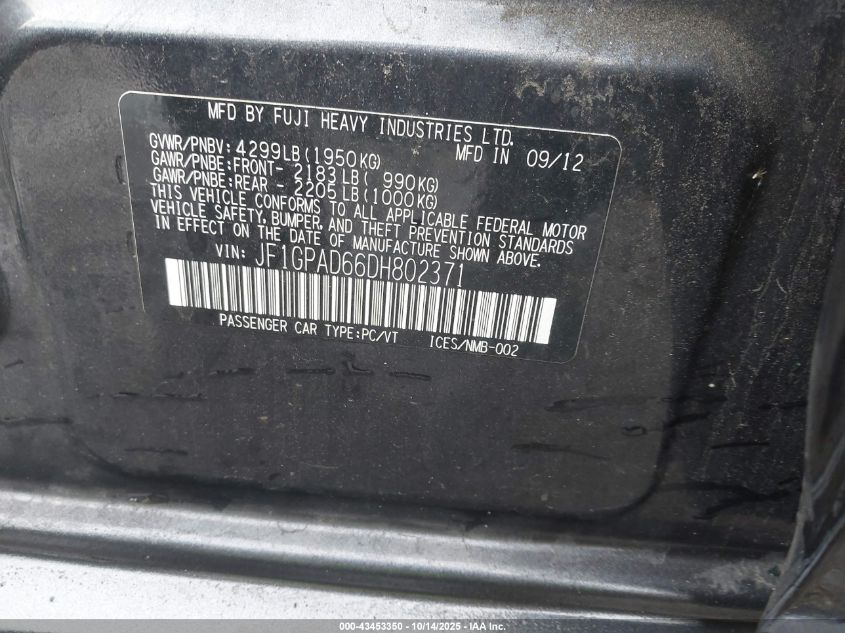 MFD BY FUJI HEAVY INDUSTRIES LTD.
GVWR/PNBV: 4299LB(1950KG) MFD IN 09/12
GAWR/PNBE:FRONT- 2183LB( 990KG)
GAWR/PNBE:REAR - 2205LB(1000KG)
THIS VEHICLE CONFORMS TO ALL APPLICABLE FEDERAL MOTOR
VEHICLE SAFETY, BUMPER, AND THEFT PREVENTION STANDARDS
IN EFFECT ON THE DATE OF MANUFACTURE SHOWN ABOVE.
VIN: JF1GPAD66DH802371
PASSENGER CAR TYPE:PC/VT ICES/NMB-002
000-43453350 - 10/14/2025 - IAA Inc.